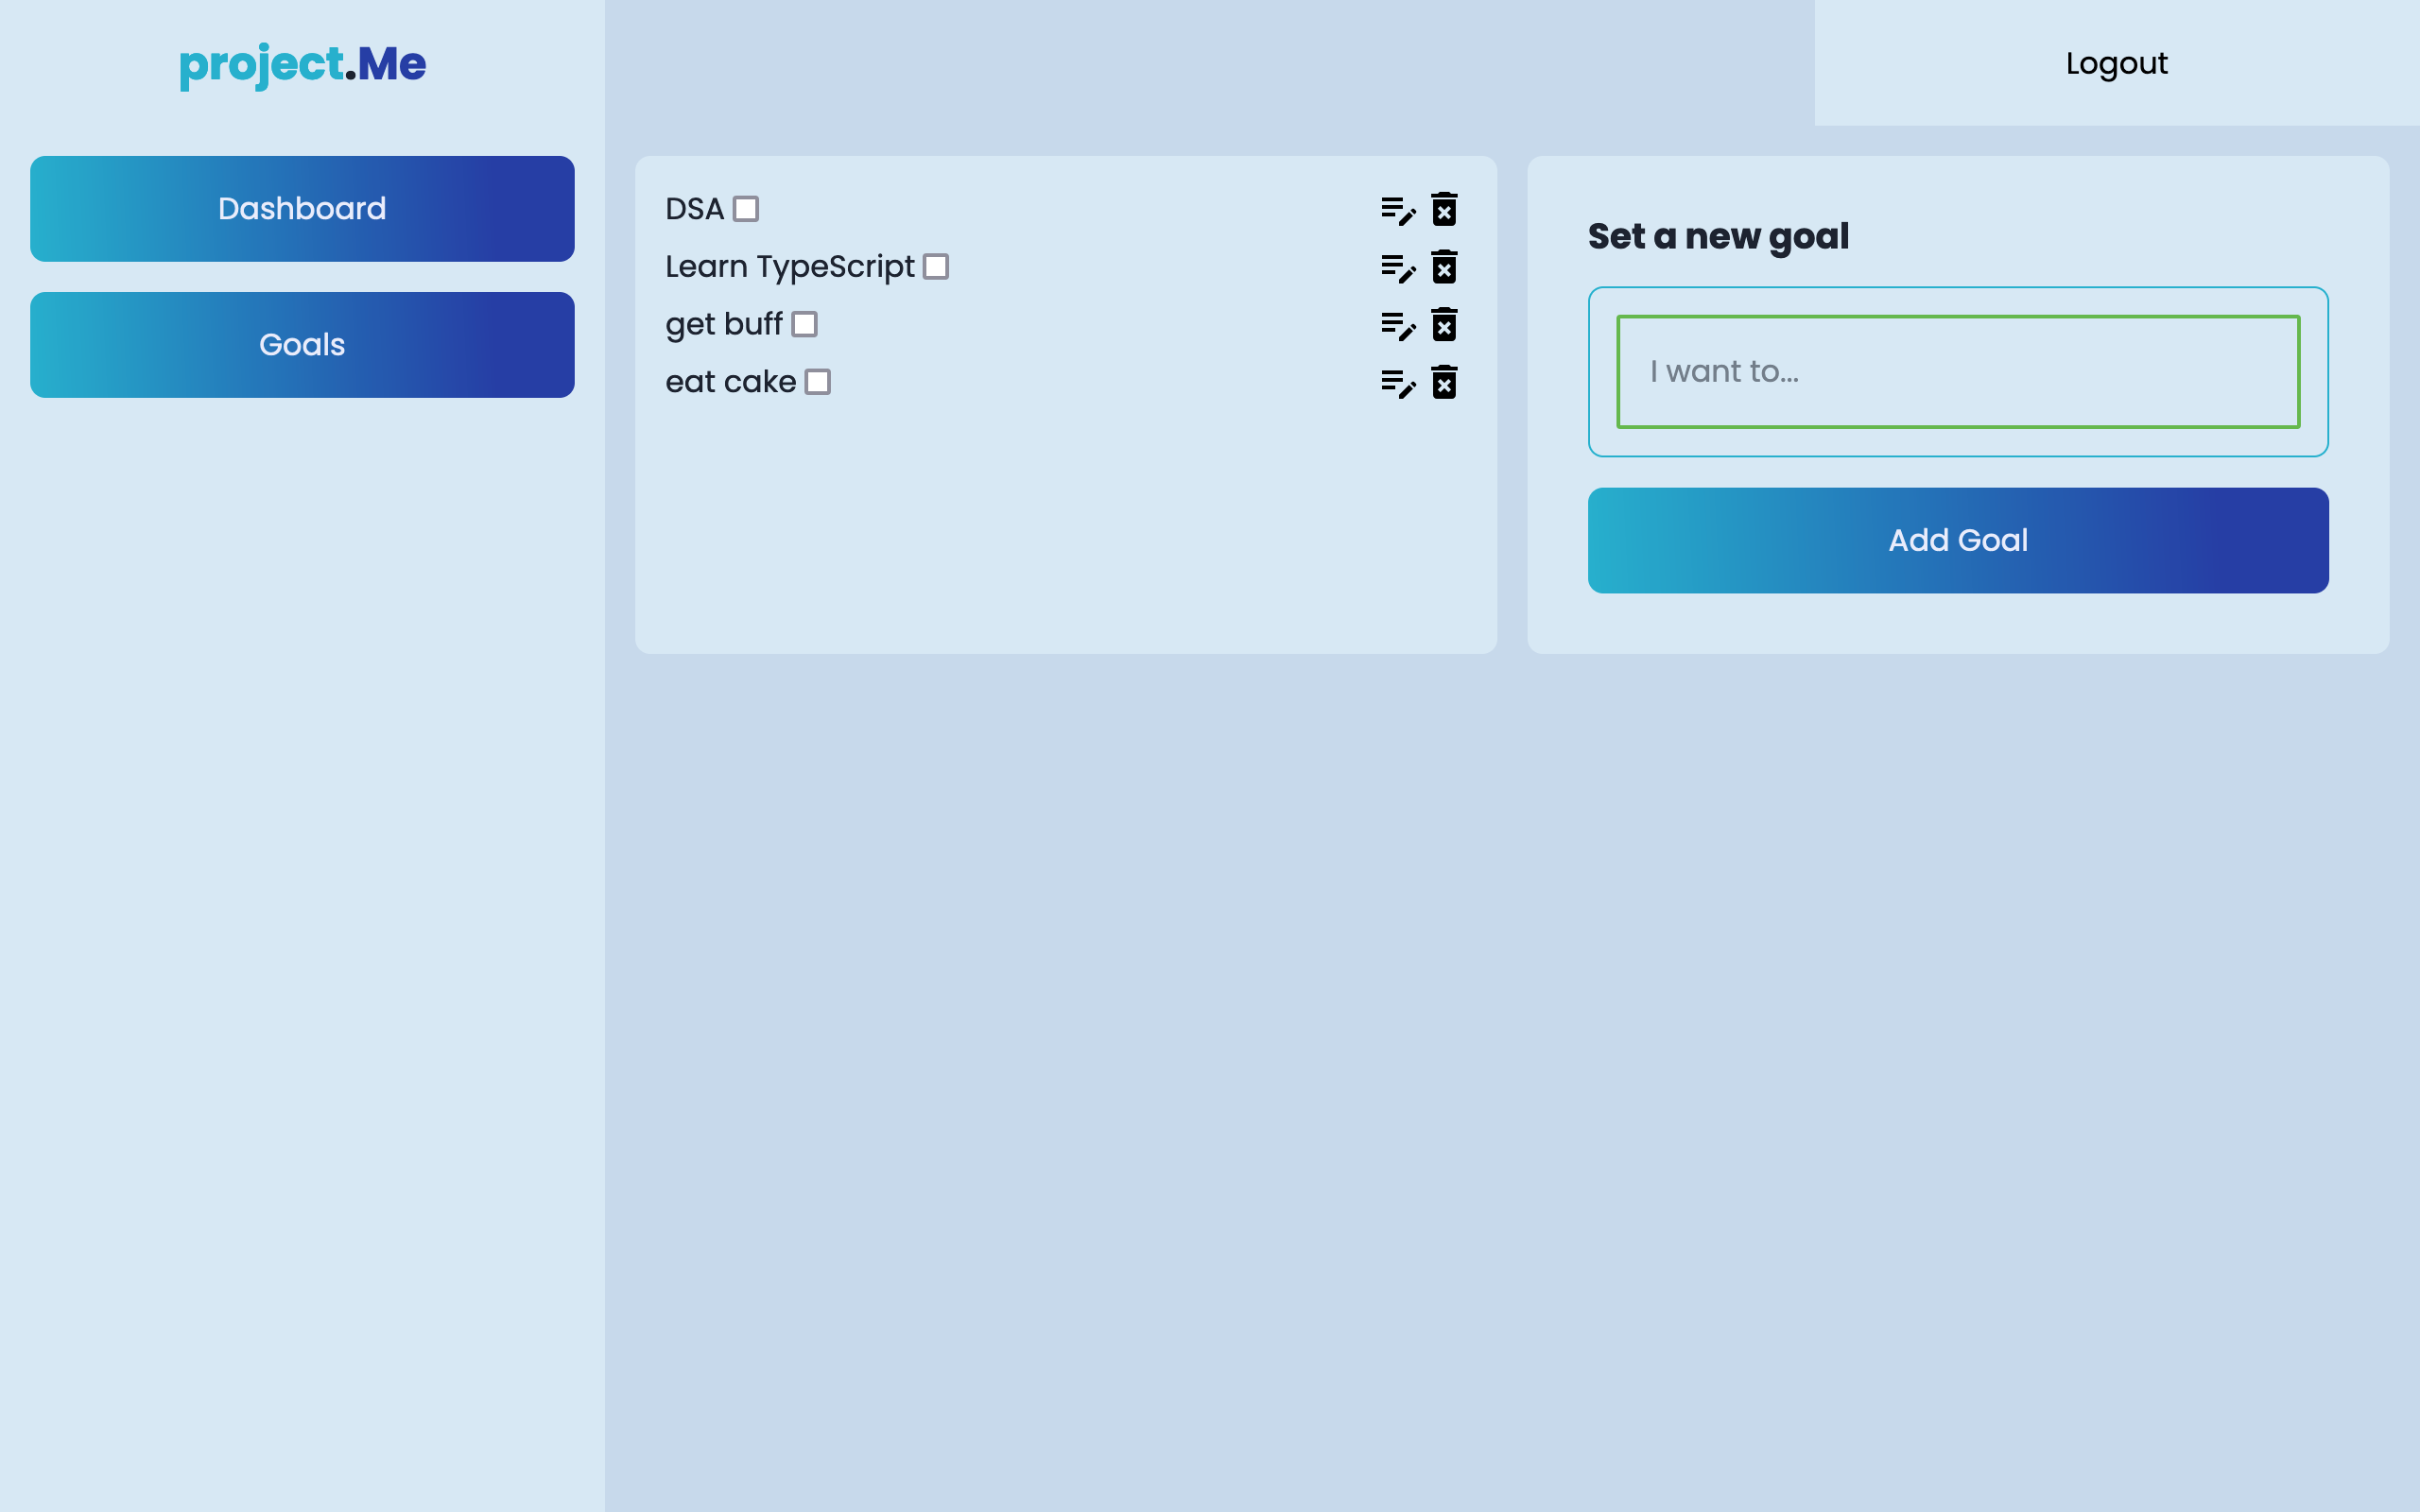 project.Me
Logout
Dashboard
Goals
DSA
Learn TypeScript
get buff
eat cake
Set a new goal
I want to...
Add Goal